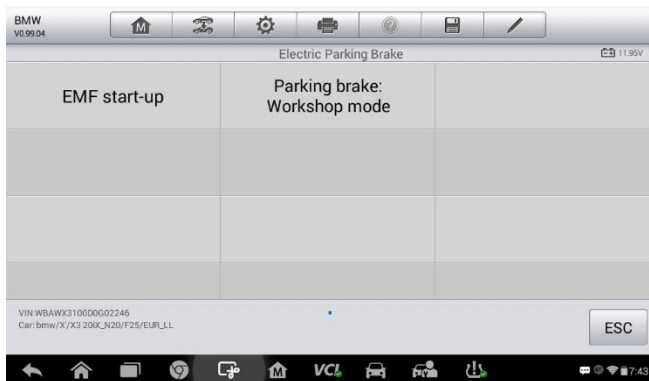 BMW
V0.99.04
M
Electric Parking Brake
11.95V
EMF start-up
Parking brake:
Workshop mode
VIN:WBAWX3100D0G02246
Car: bmw/X'/X3 20iX_N20/F25/EUR_LL
ESC
M
VCI
7:43